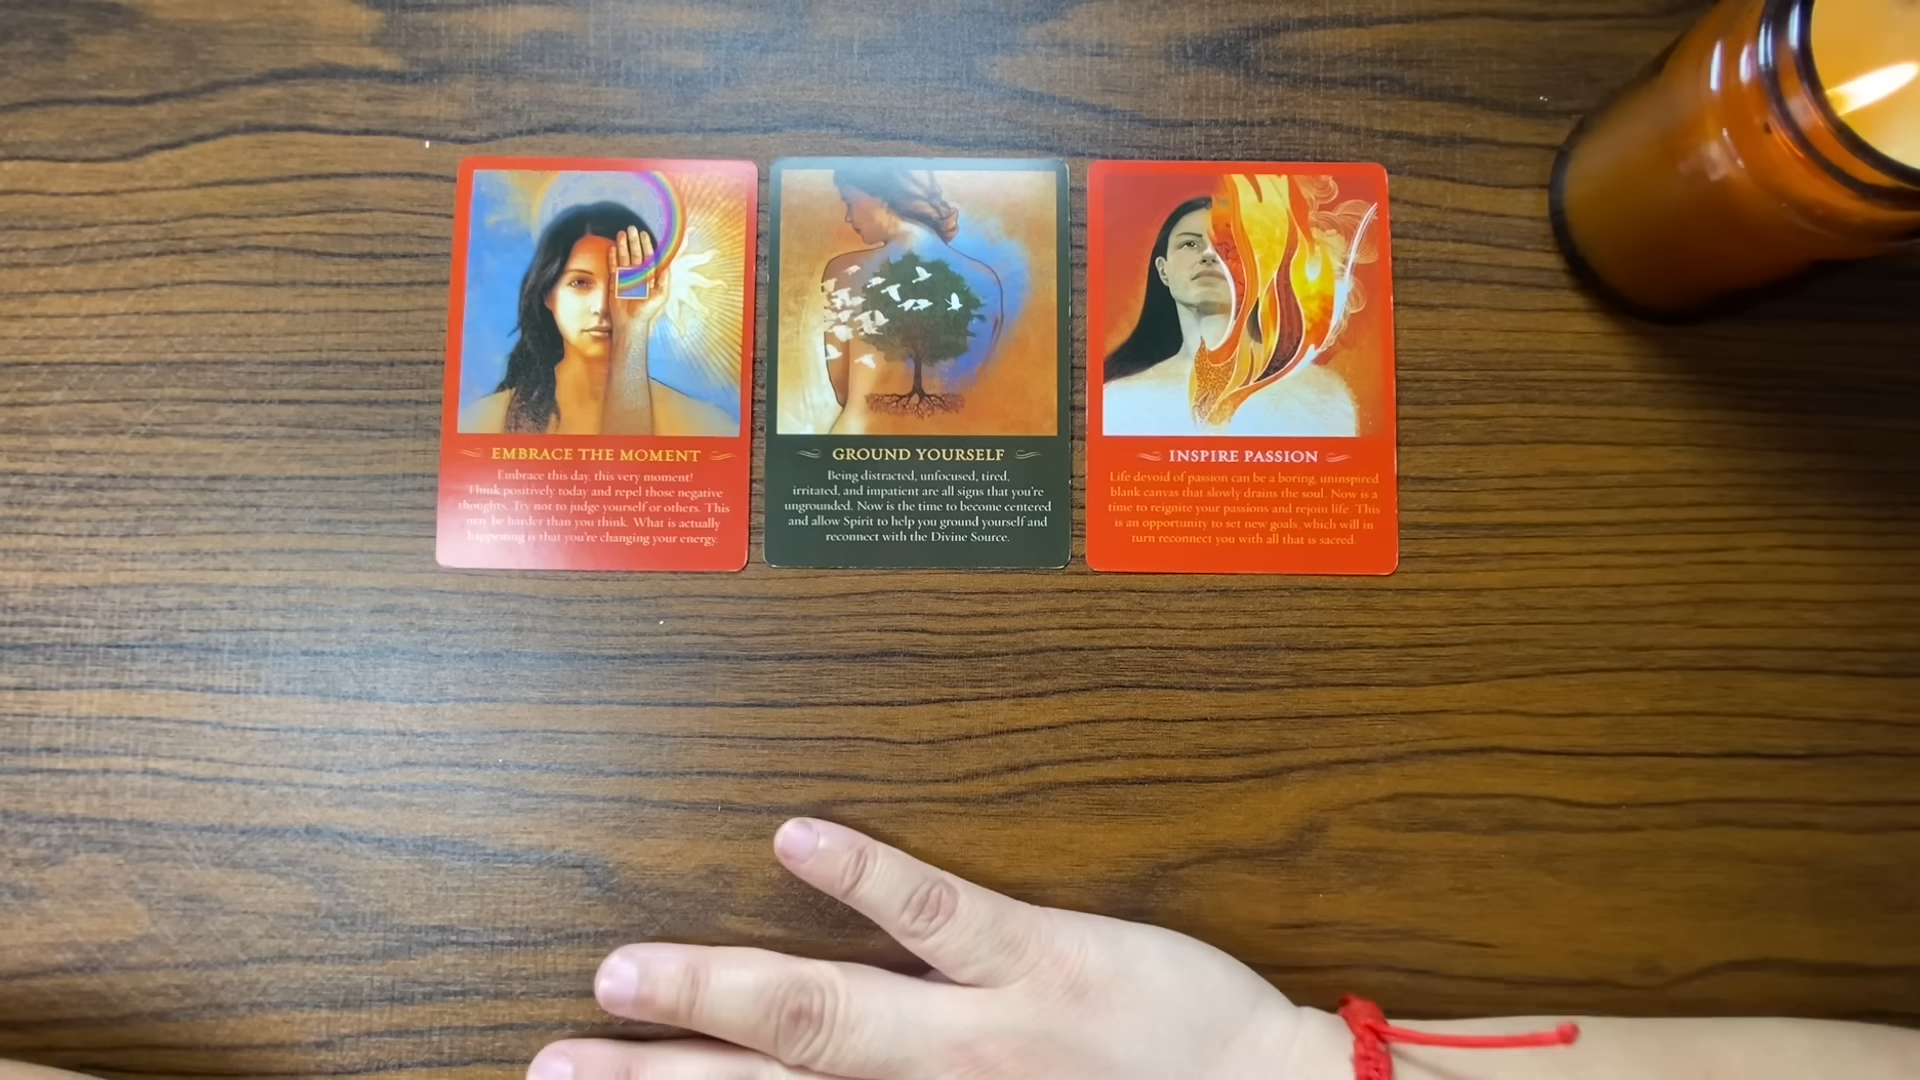 EMBRACE THE MOMENT
Embrace this day, this very moment!
Think positively today and repel those negative
thoughts. Try not to judge yourself or others. This
may be harder than you think. What is actually
happening is that you're changing your energy.
GROUND YOURSELF
Being distracted, unfocused, tired,
irritated, and impatient are all signs that you're
ungrounded. Now is the time to become centered
and allow Spirit to help you ground yourself and
reconnect with the Divine Source.
INSPIRE PASSION
Life devoid of passion can be a boring, uninspired
blank canvas that slowly drains the soul. Now is a
time to reignite your passions and rejoin life. This
is an opportunity to set new goals, which will in
turn reconnect you with all that is sacred.